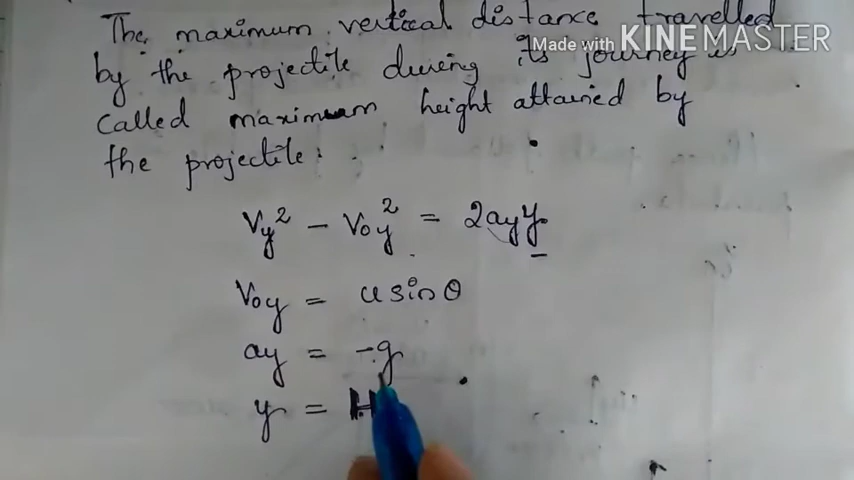 The maximum vertical distance travelled
Made with KINEMASTER
by the projectile during its journey is
called maximum height attained by
the projectile.
Vy² - Voy² = 2ayy
Voy = u sin θ
ay = -g
y = H